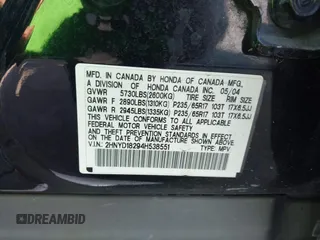 MFD. IN CANADA BY HONDA OF CANADA MFG.,
A DIVISION OF HONDA CANADA INC. 05/04
GVWR 5730LBS(2600KG) TIRE SIZE RIM SIZE
GAWR F 2890LBS(1310KG) P235/65R17 103T 17X6.5JJ
GAWR R 2945LBS(1335KG) P235/65R17 103T 17X6.5JJ
THIS VEHICLE CONFORMS TO ALL APPLICABLE
FEDERAL MOTOR VEHICLE SAFETY
AND THEFT PREVENTION STANDARDS IN EFFECT
ON THE DATE OF MANUFACTURE SHOWN ABOVE.
V.I.N.: 2HNYD18294H538551 TYPE: MPV
DREAMBID